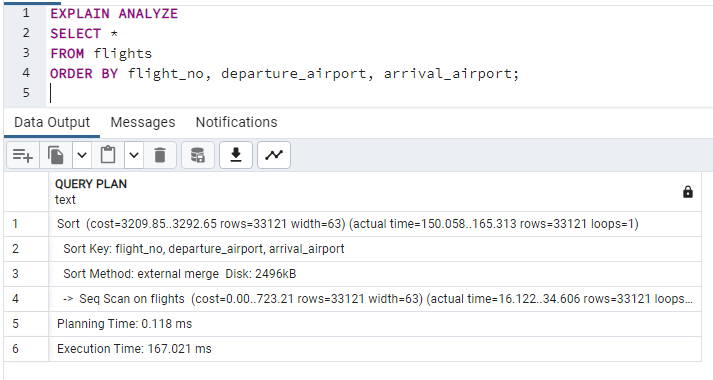 1 EXPLAIN ANALYZE
2 SELECT *
3 FROM flights
4 ORDER BY flight_no, departure_airport, arrival_airport;
5
Data Output Messages Notifications
QUERY PLAN
text
1 Sort (cost=3209.85..3292.65 rows=33121 width=63) (actual time=150.058..165.313 rows=33121 loops=1)
2 Sort Key: flight_no, departure_airport, arrival_airport
3 Sort Method: external merge Disk: 2496kB
4 -> Seq Scan on flights (cost=0.00..723.21 rows=33121 width=63) (actual time=16.122..34.606 rows=33121 loops...
5 Planning Time: 0.118 ms
6 Execution Time: 167.021 ms